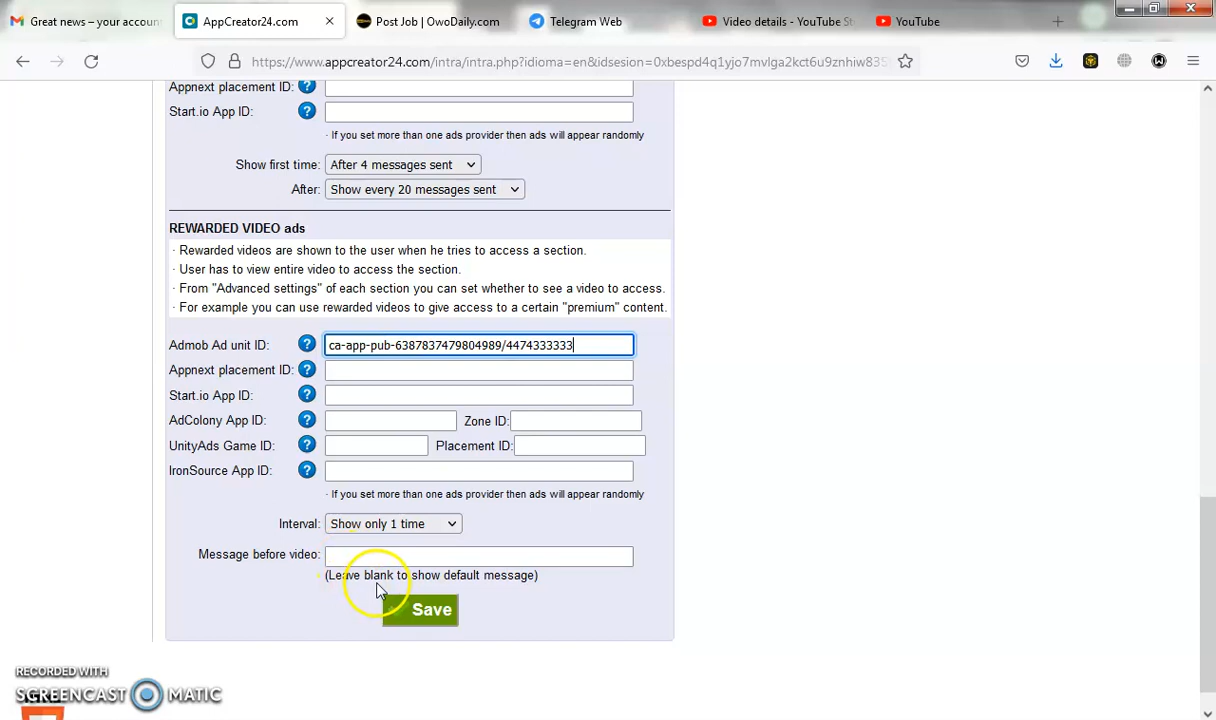 Great news – your accoun
AppCreator24.com
Post Job | OwoDaily.com
Telegram Web
Video details - YouTube St
YouTube
https://www.appcreator24.com/intra/intra.php?idioma=en&idsesion=0xbespd4q1yjo7mvlga2kct6u9znhiw835
Appnext placement ID:
Start.io App ID:
· If you set more than one ads provider then ads will appear randomly
Show first time: After 4 messages sent
After: Show every 20 messages sent
REWARDED VIDEO ads
· Rewarded videos are shown to the user when he tries to access a section.
· User has to view entire video to access the section.
· From "Advanced settings" of each section you can set whether to see a video to access.
· For example you can use rewarded videos to give access to a certain "premium" content.
Admob Ad unit ID: ca-app-pub-6387837479804989/4474333333
Appnext placement ID:
Start.io App ID:
AdColony App ID: Zone ID:
UnityAds Game ID: Placement ID:
IronSource App ID:
· If you set more than one ads provider then ads will appear randomly
Interval: Show only 1 time
Message before video:
(Leave blank to show default message)
Save
RECORDED WITH
SCREENCAST MATIC